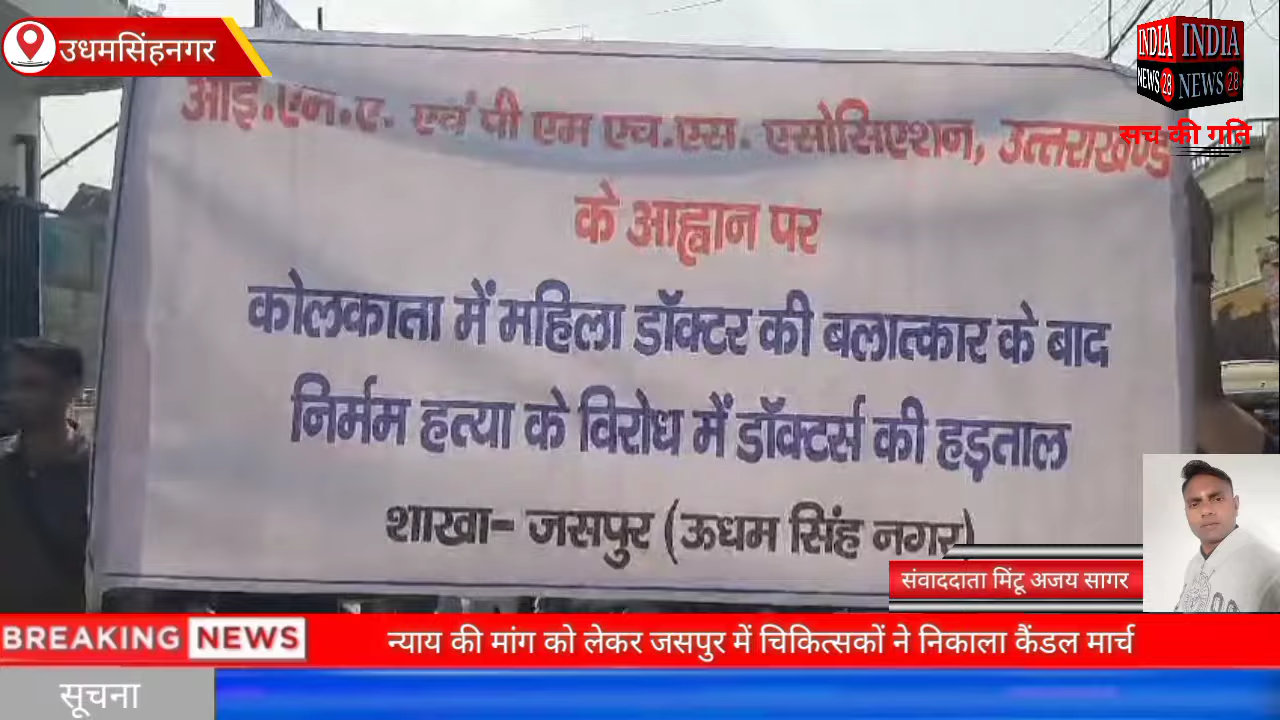 उधमसिंहनगर
INDIA NEWS 28
INDIA NEWS 28
सच की गति
आइ.एन.ए. एवं पी एम एच.एस. एसोसिएशन, उत्तराखण्ड
के आह्वान पर
कोलकाता में महिला डॉक्टर की बलात्कार के बाद
निर्मम हत्या के विरोध में डॉक्टर्स की हड़ताल
शाखा- जसपुर (ऊधम सिंह नगर)
संवाददाता मिंटू अजय सागर
BREAKING NEWS
न्याय की मांग को लेकर जसपुर में चिकित्सकों ने निकाला कैंडल मार्च
सूचना